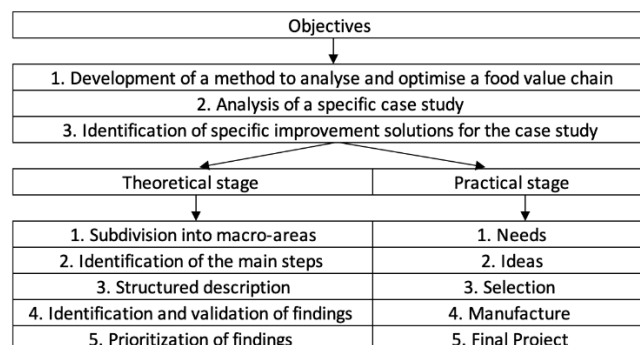 Objectives
1. Development of a method to analyse and optimise a food value chain
2. Analysis of a specific case study
3. Identification of specific improvement solutions for the case study
Theoretical stage
Practical stage
1. Subdivision into macro-areas
1. Needs
2. Identification of the main steps
2. Ideas
3. Structured description
3. Selection
4. Identification and validation of findings
4. Manufacture
5. Prioritization of findings
5. Final Project